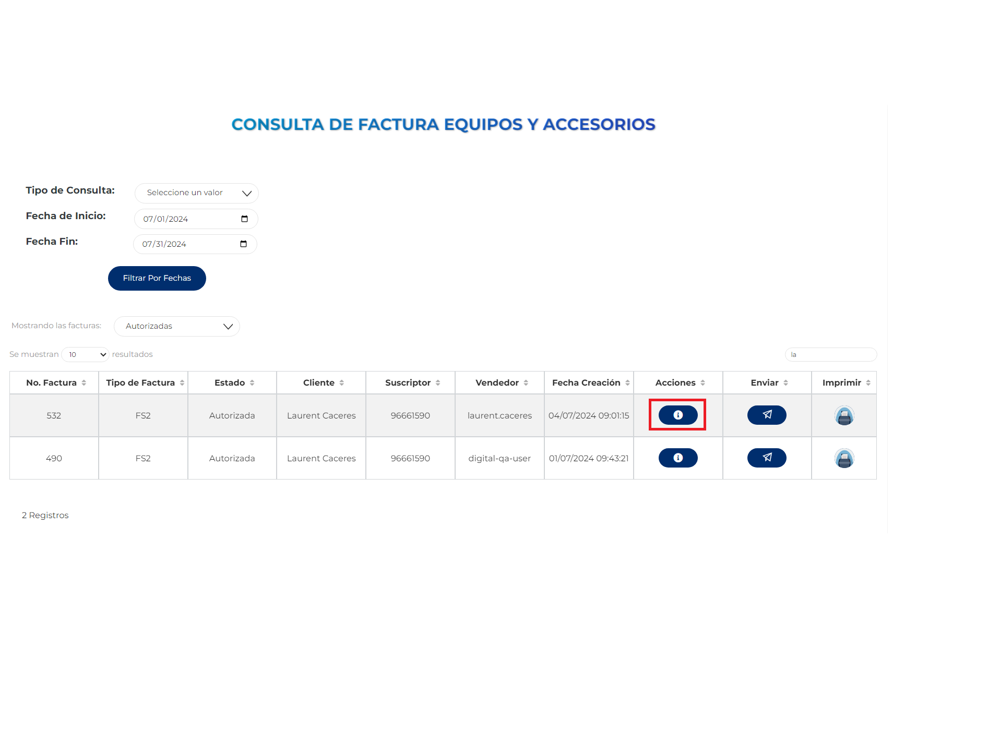 CONSULTA DE FACTURA EQUIPOS Y ACCESORIOS
Tipo de Consulta: Seleccione un valor
Fecha de Inicio: 07/01/2024
Fecha Fin: 07/31/2024
Filtrar Por Fechas
Mostrando las facturas: Autorizadas
Se muestran 10 resultados la
No. Factura Tipo de Factura Estado Cliente Suscriptor Vendedor Fecha Creación Acciones Enviar Imprimir
532 FS2 Autorizada Laurent Caceres 96661590 laurent.caceres 04/07/2024 09:01:15
490 FS2 Autorizada Laurent Caceres 96661590 digital-qa-user 01/07/2024 09:43:21
2 Registros